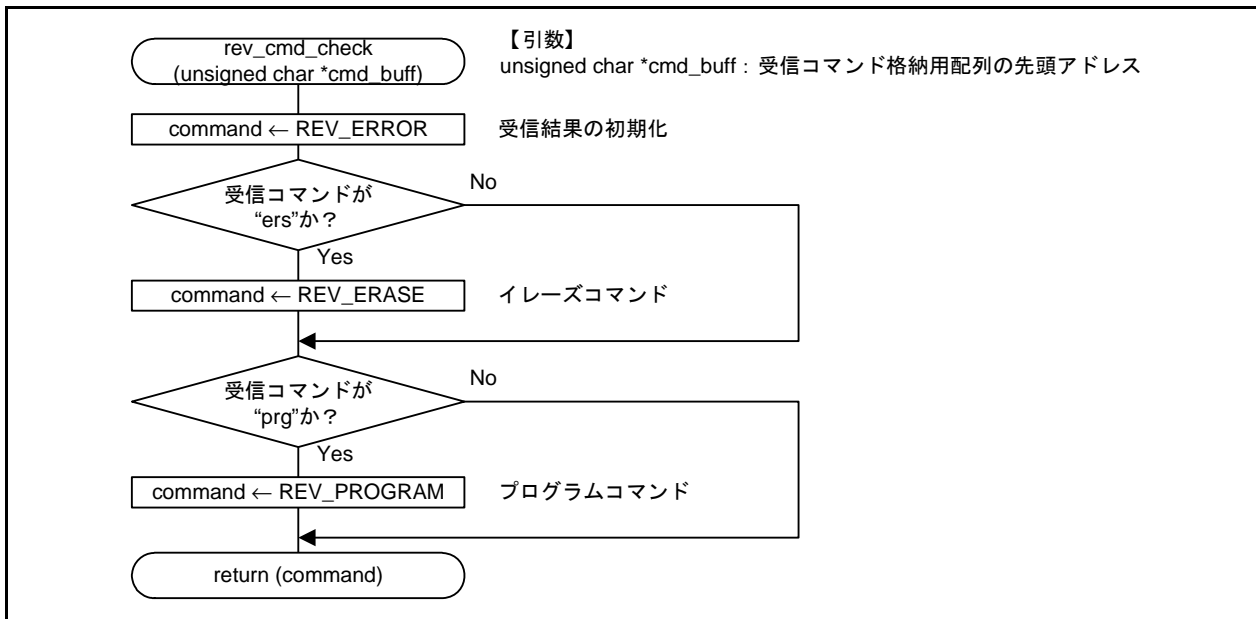 rev_cmd_check
(unsigned char *cmd_buff)
【引数】
unsigned char *cmd_buff : 受信コマンド格納用配列の先頭アドレス
command ← REV_ERROR
受信結果の初期化
受信コマンドが
“ers”か？
No
Yes
command ← REV_ERASE
イレーズコマンド
受信コマンドが
“prg”か？
No
Yes
command ← REV_PROGRAM
プログラムコマンド
return (command)